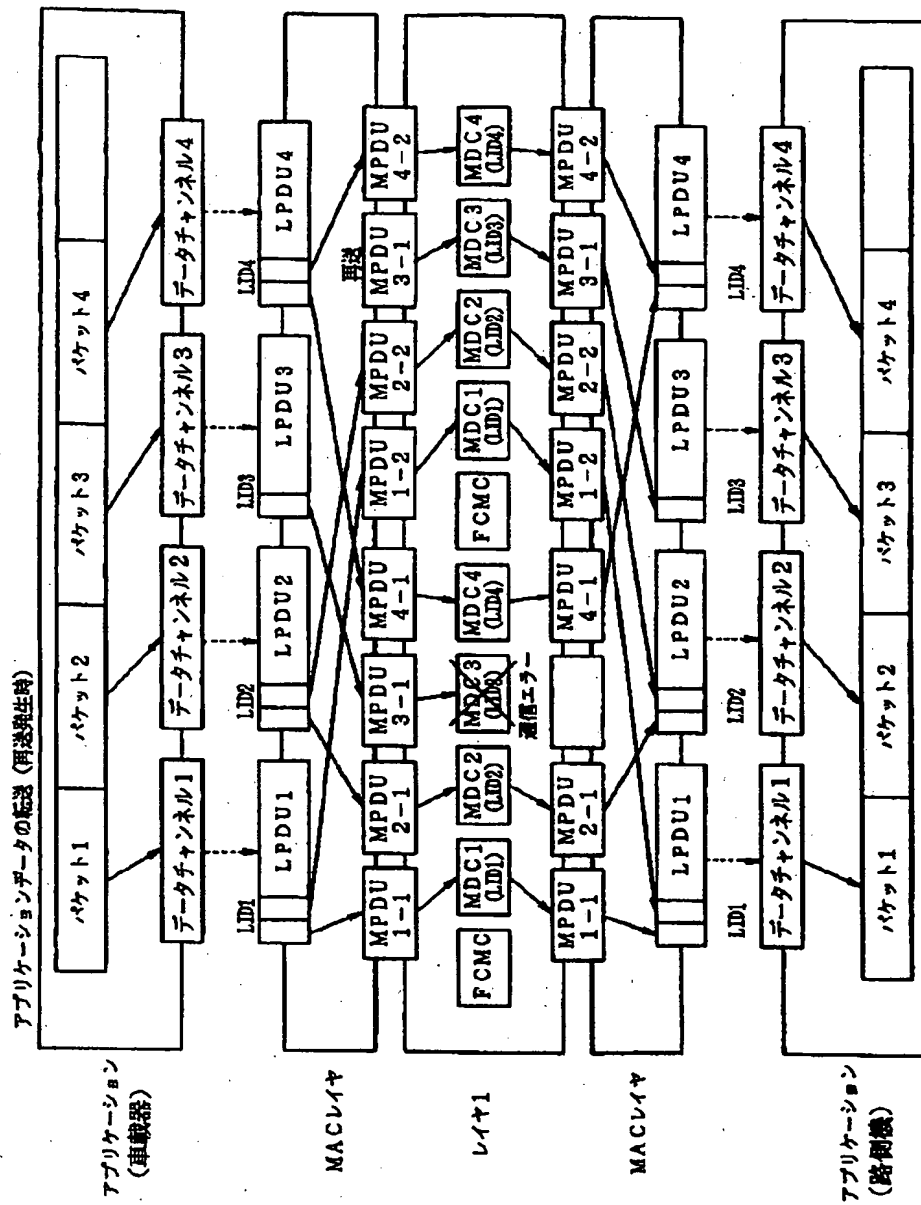 アプリケーションデータの転送（再送発生時）
アプリケーション
（車載器）
パケット1 パケット2 パケット3 パケット4
データチャンネル1 データチャンネル2 データチャンネル3 データチャンネル4
LID1 LID2 LID3 LID4
MACレイヤ
LPDU1 LPDU2 LPDU3 LPDU4
再送
MPDU MPDU MPDU MPDU MPDU MPDU MPDU MPDU
1-1 2-1 3-1 4-1 1-2 2-2 3-1 4-2
レイヤ1
FCMC MDC1 MDC2 MDC3 MDC4 FCMC MDC1 MDC2 MDC3 MDC4
(LID1) (LID2) (LID4) (LID1) (LID2) (LID3) (LID4)
通信エラー
MPDU MPDU MPDU MPDU MPDU MPDU MPDU
1-1 2-1 4-1 1-2 2-2 3-1 4-2
MACレイヤ
LPDU1 LPDU2 LPDU3 LPDU4
LID1 LID2 LID3 LID4
データチャンネル1 データチャンネル2 データチャンネル3 データチャンネル4
アプリケーション
（路側機）
パケット1 パケット2 パケット3 パケット4